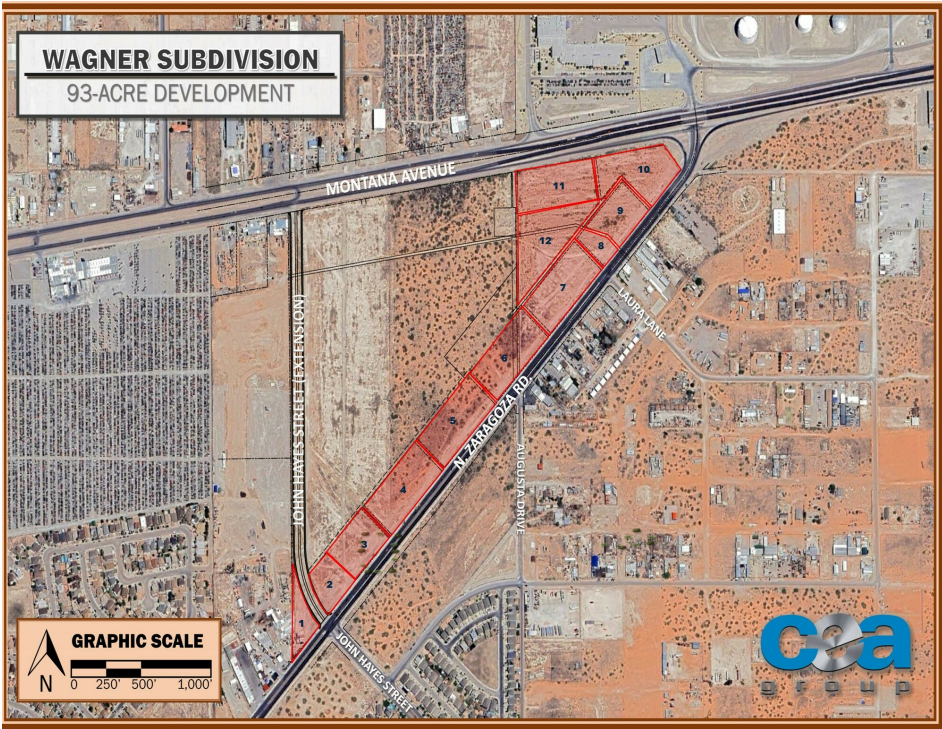 WAGNER SUBDIVISION
93-ACRE DEVELOPMENT
MONTANA AVENUE
11
10
9
12
8
7
LAURA LANE
6
N. ZARAGOZA RD
5
JOHN HAYES STREET (EXTENSION)
AUGUSTA DRIVE
4
3
2
1
JOHN HAYES STREET
GRAPHIC SCALE
N
0 250' 500' 1,000'
cea
group